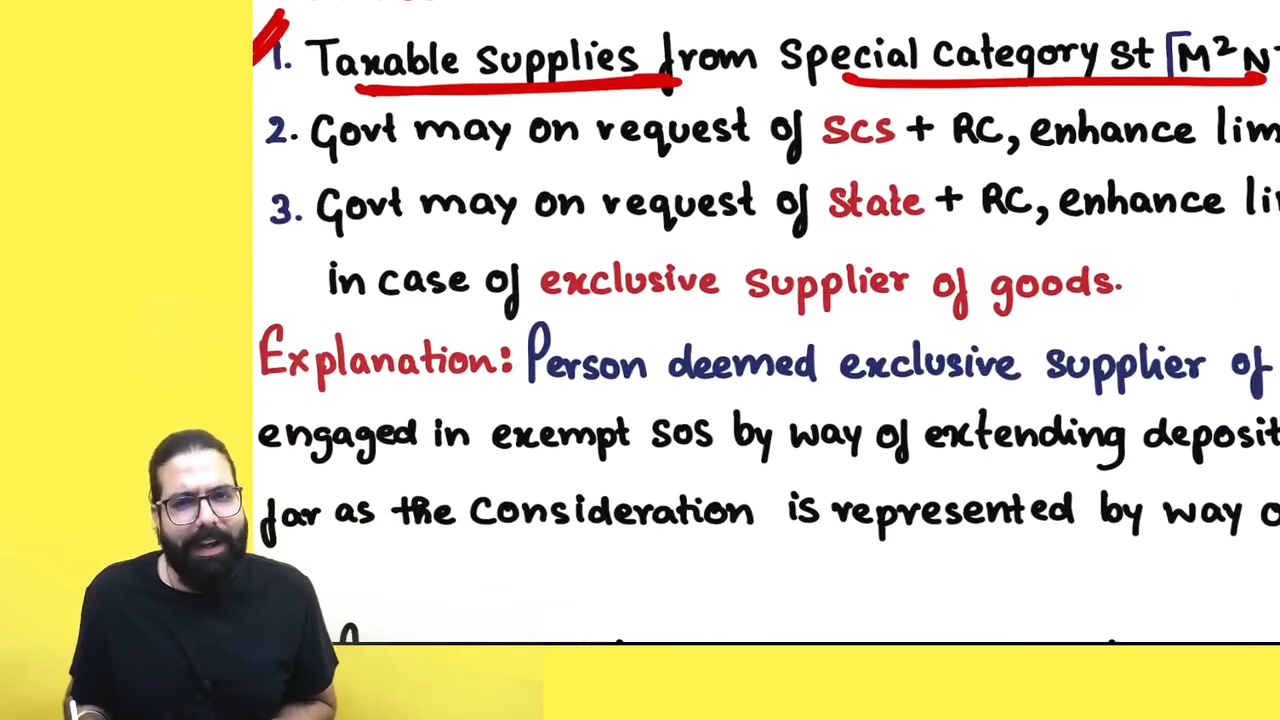 1. Taxable supplies from Special Category St [M²N
2. Govt may on request of SCS + RC, enhance
3. Govt may on request of State + RC, enhance
in case of exclusive supplier of goods.
Explanation: Person deemed exclusive supplier of
engaged in exempt SOS by way of extending deposit
far as the Consideration is represented by way